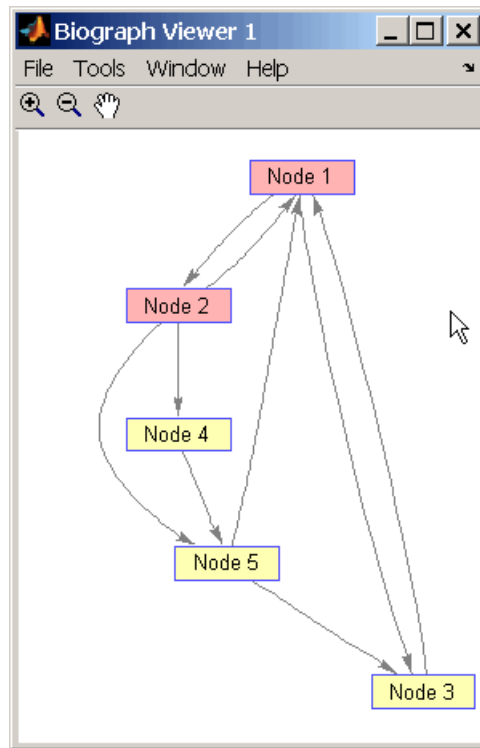 Biograph Viewer 1
File Tools Window Help
Node 1
Node 2
Node 4
Node 5
Node 3